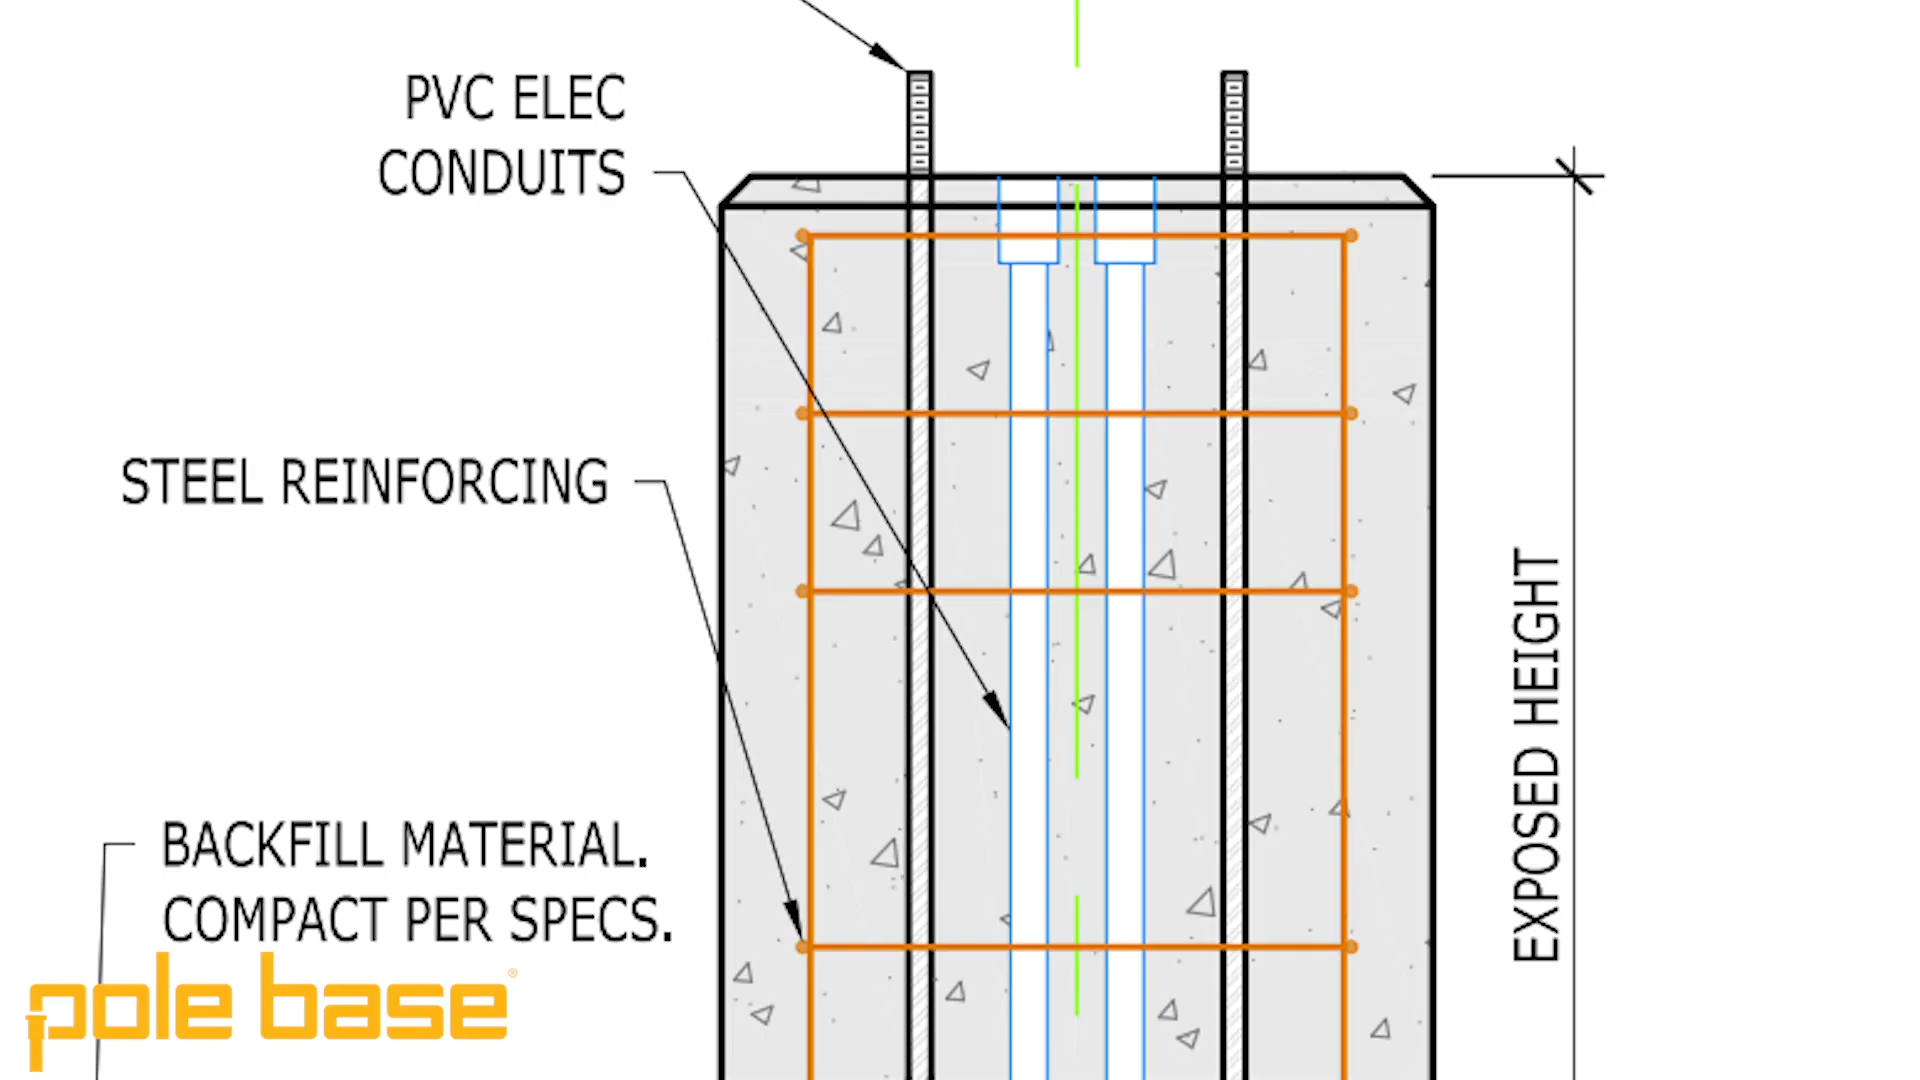 PVC ELEC
CONDUITS
STEEL REINFORCING
BACKFILL MATERIAL.
COMPACT PER SPECS.
EXPOSED HEIGHT
pole base®